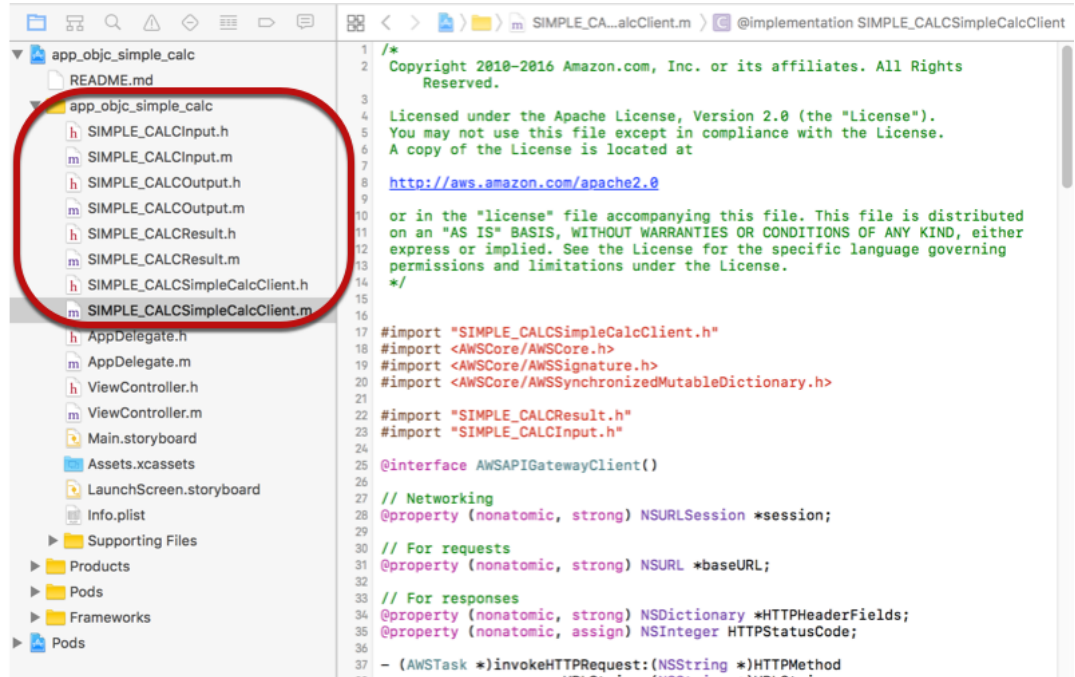 SIMPLE_CA...alcClient.m
@implementation SIMPLE_CALCSimpleCalcClient
app_objc_simple_calc
README.md
app_objc_simple_calc
h SIMPLE_CALCInput.h
m SIMPLE_CALCInput.m
h SIMPLE_CALCOutput.h
m SIMPLE_CALCOutput.m
h SIMPLE_CALCResult.h
m SIMPLE_CALCResult.m
h SIMPLE_CALCSimpleCalcClient.h
m SIMPLE_CALCSimpleCalcClient.m
h AppDelegate.h
m AppDelegate.m
h ViewController.h
m ViewController.m
Main.storyboard
Assets.xcassets
LaunchScreen.storyboard
Info.plist
Supporting Files
Products
Pods
Frameworks
Pods
1 /*
2 Copyright 2010-2016 Amazon.com, Inc. or its affiliates. All Rights
Reserved.
3
4 Licensed under the Apache License, Version 2.0 (the "License").
5 You may not use this file except in compliance with the License.
6 A copy of the License is located at
7
8 http://aws.amazon.com/apache2.0
9
10 or in the "license" file accompanying this file. This file is distributed
11 on an "AS IS" BASIS, WITHOUT WARRANTIES OR CONDITIONS OF ANY KIND, either
12 express or implied. See the License for the specific language governing
13 permissions and limitations under the License.
14 */
15
16
17 #import "SIMPLE_CALCSimpleCalcClient.h"
18 #import <AWSCore/AWSCore.h>
19 #import <AWSCore/AWSSignature.h>
20 #import <AWSCore/AWSSynchronizedMutableDictionary.h>
21
22 #import "SIMPLE_CALCResult.h"
23 #import "SIMPLE_CALCInput.h"
24
25 @interface AWSAPIGatewayClient()
26
27 // Networking
28 @property (nonatomic, strong) NSURLSession *session;
29
30 // For requests
31 @property (nonatomic, strong) NSURL *baseURL;
32
33 // For responses
34 @property (nonatomic, strong) NSDictionary *HTTPHeaderFields;
35 @property (nonatomic, assign) NSInteger HTTPStatusCode;
36
37 - (AWSTask *)invokeHTTPRequest:(NSString *)HTTPMethod